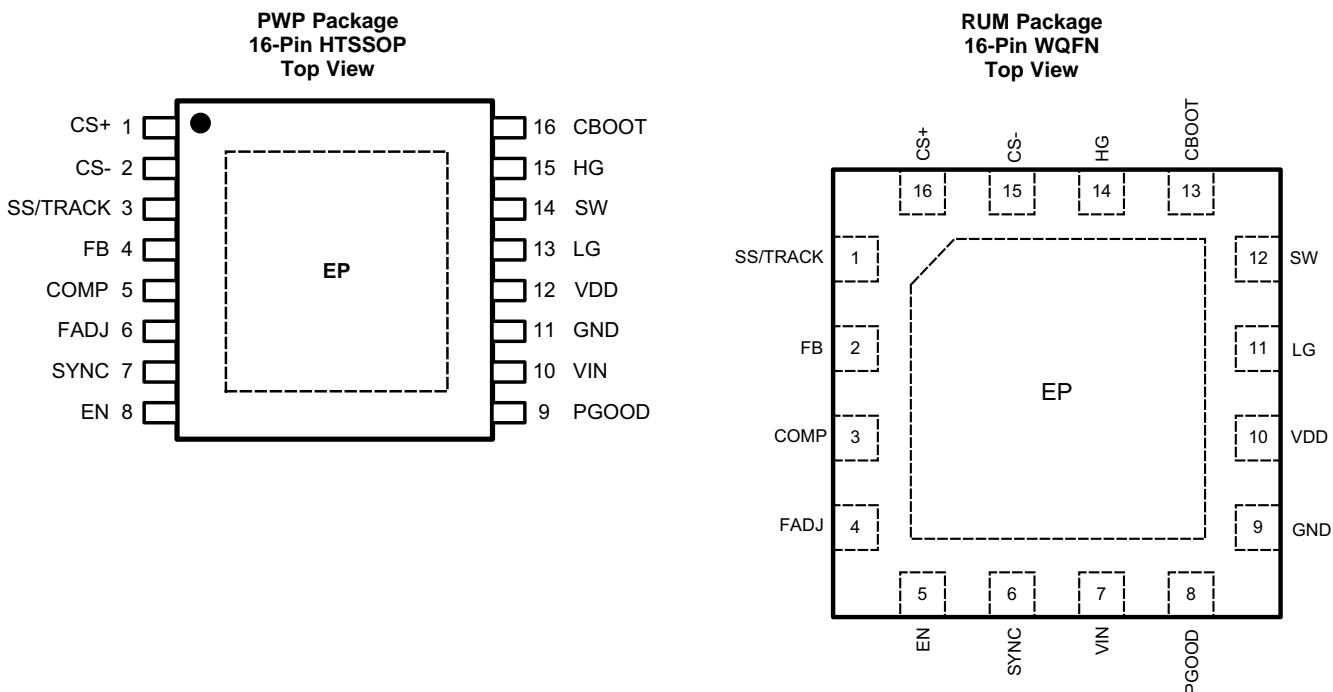 PWP Package
16-Pin HTSSOP
Top View
CS+ 1
CS- 2
SS/TRACK 3
FB 4
COMP 5
FADJ 6
SYNC 7
EN 8
EP
16 CBOOT
15 HG
14 SW
13 LG
12 VDD
11 GND
10 VIN
9 PGOOD
RUM Package
16-Pin WQFN
Top View
CS+
CS-
HG
CBOOT
16
15
14
13
SS/TRACK 1
FB 2
COMP 3
FADJ 4
EP
12 SW
11 LG
10 VDD
9 GND
5
6
7
8
EN
SYNC
VIN
PGOOD